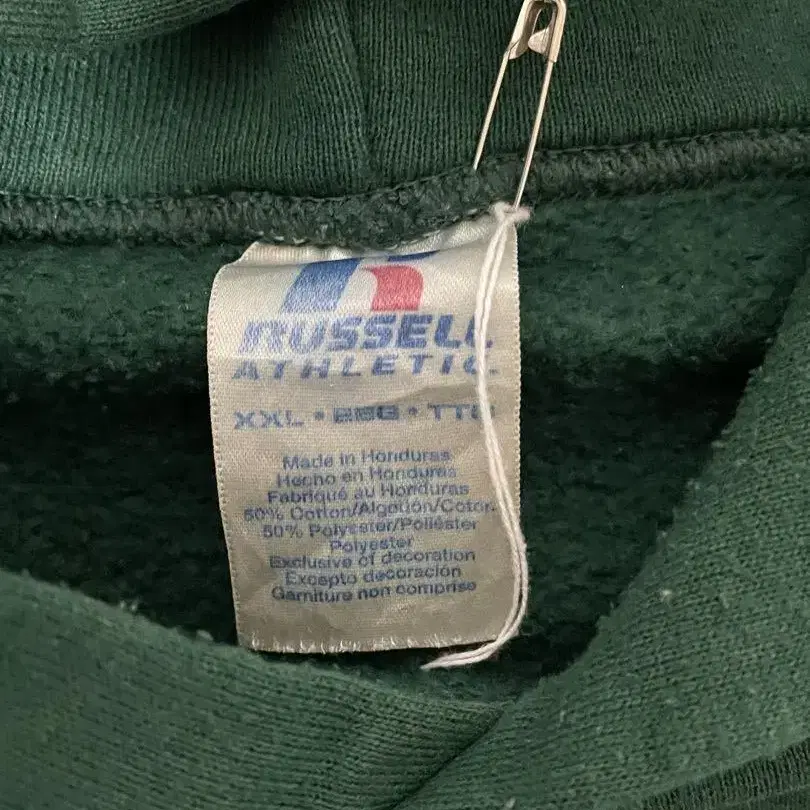 RUSSELL
ATHLETIC
XXL • EEG • TTG
Made in Honduras
Hecho en Honduras
Fabriqué au Honduras
50% Cotton/Algodón/Coton
50% Polyester/Poliéster
Polyester
Exclusive of decoration
Excepto decoración
Garniture non comprise